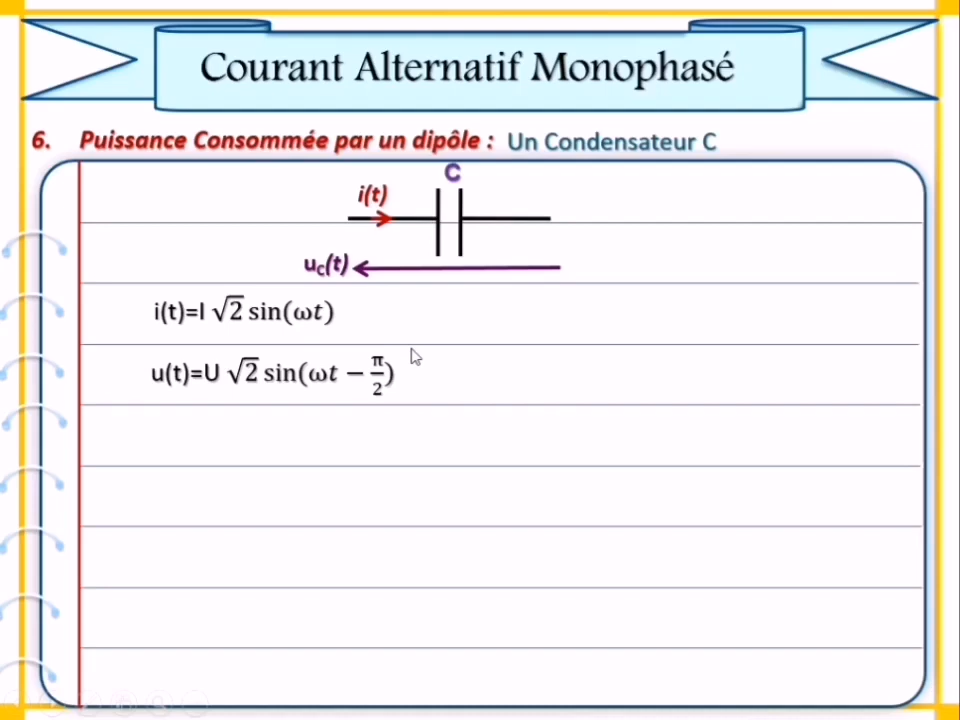 Courant Alternatif Monophasé
6. Puissance Consommée par un dipôle : Un Condensateur C
C
i(t)
uC(t)
i(t)=I √2 sin(ωt)
u(t)=U √2 sin(ωt − π/2)